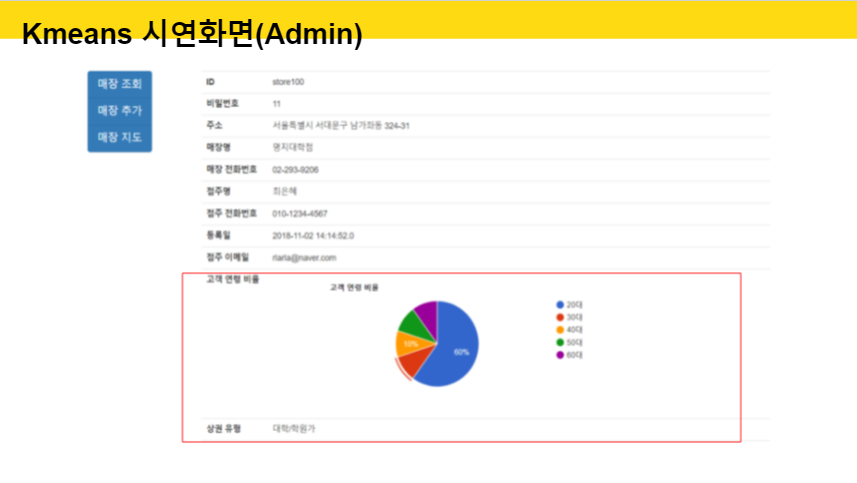 Kmeans 시연화면(Admin)
매장 조회
매장 추가
매장 지도
ID store100
비밀번호 11
주소 서울특별시 서대문구 남가좌동 324-31
매장명 명지대학점
매장 전화번호 02-293-9206
점주명 최은혜
점주 전화번호 010-1234-4567
등록일 2018-11-02 14:14:52.0
점주 이메일 rlarla@naver.com
고객 연령 비율
고객 연령 비율
20대
30대
40대
50대
60대
60%
10%
상권 유형 대학/학원가